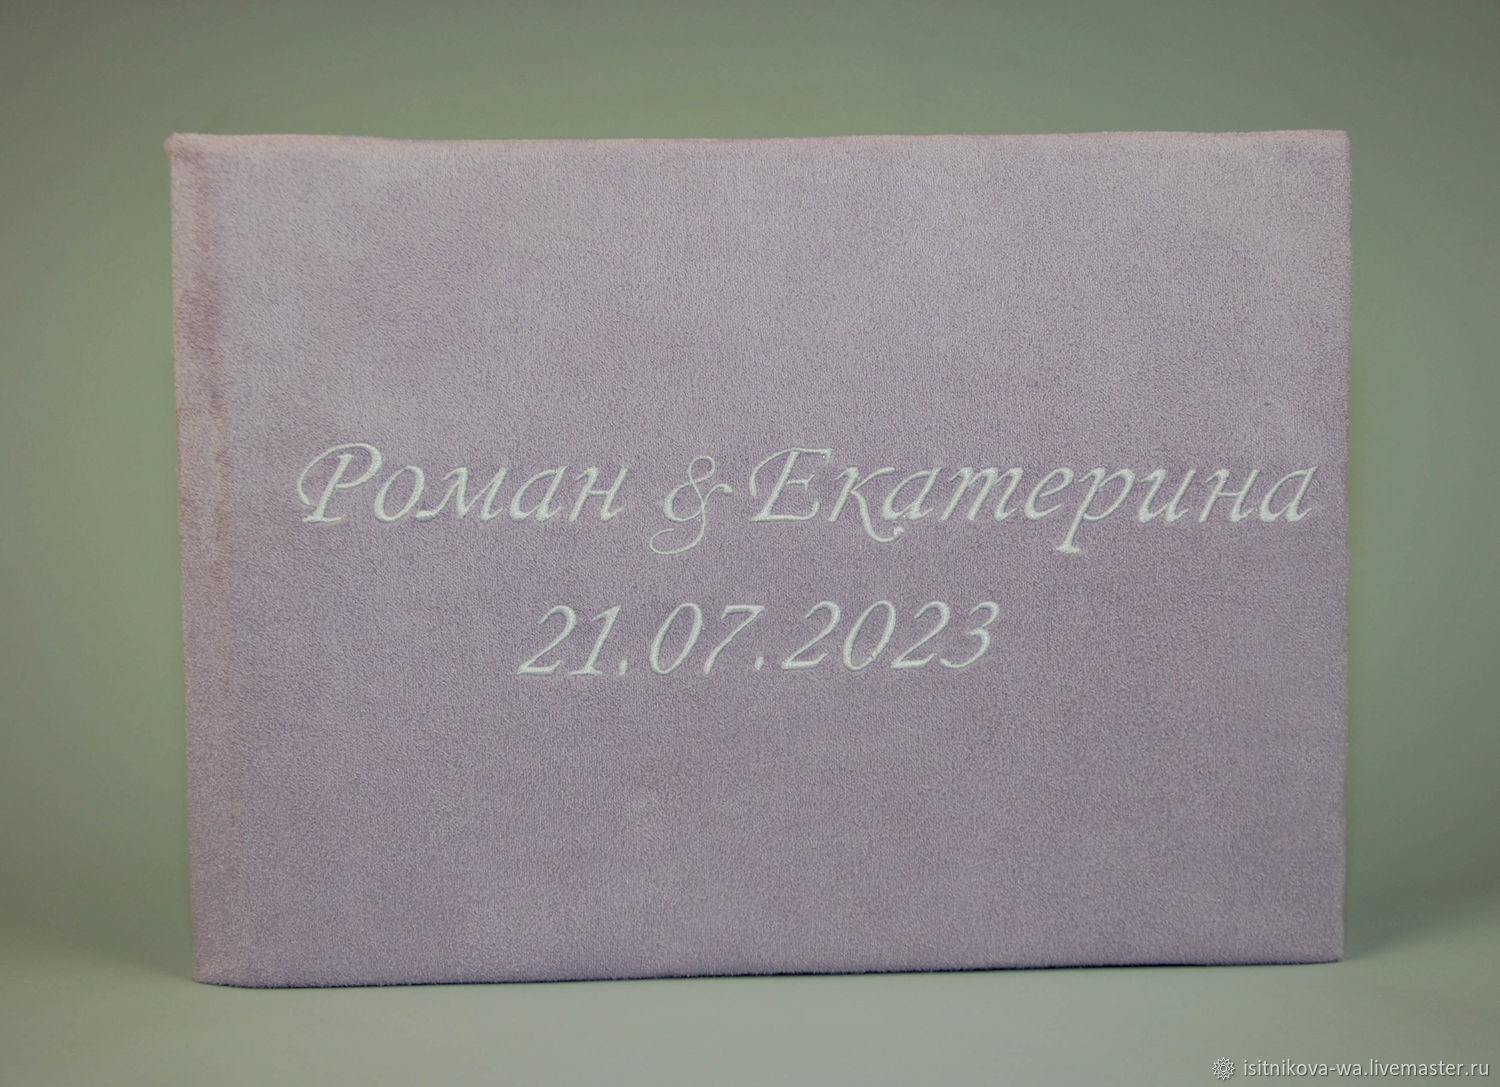 Роман & Екатерина
21.07.2023
isitnikova-wa.livemaster.ru